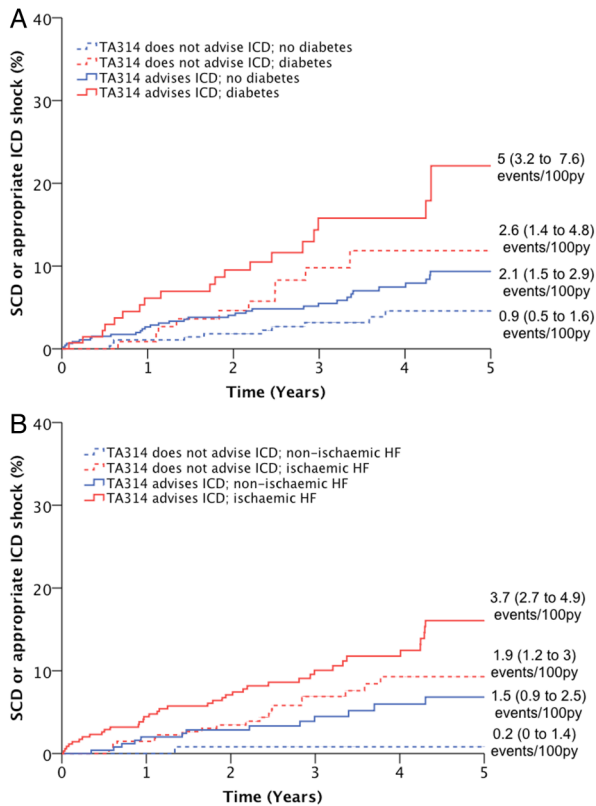 A
40
TA314 does not advise ICD; no diabetes
TA314 does not advise ICD; diabetes
TA314 advises ICD; no diabetes
TA314 advises ICD; diabetes
30
20
10
0
SCD or appropriate ICD shock (%)
5 (3.2 to 7.6)
events/100py
2.6 (1.4 to 4.8)
events/100py
2.1 (1.5 to 2.9)
events/100py
0.9 (0.5 to 1.6)
events/100py
0 1 2 3 4 5
Time (Years)
B
40
TA314 does not advise ICD; non-ischaemic HF
TA314 does not advise ICD; ischaemic HF
TA314 advises ICD; non-ischaemic HF
TA314 advises ICD; ischaemic HF
30
20
10
0
SCD or appropriate ICD shock (%)
3.7 (2.7 to 4.9)
events/100py
1.9 (1.2 to 3)
events/100py
1.5 (0.9 to 2.5)
events/100py
0.2 (0 to 1.4)
events/100py
0 1 2 3 4 5
Time (Years)